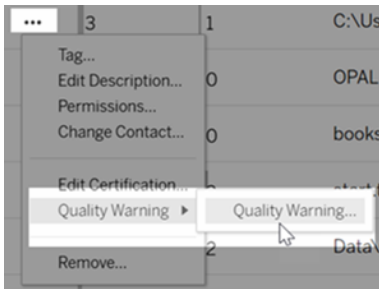 ... 3 1 C:\Us
Tag...
Edit Description... 0 OPAL
Permissions...
Change Contact... 0 books
Edit Certification...
Quality Warning ▶ Quality Warning...
2 Data\
Remove...